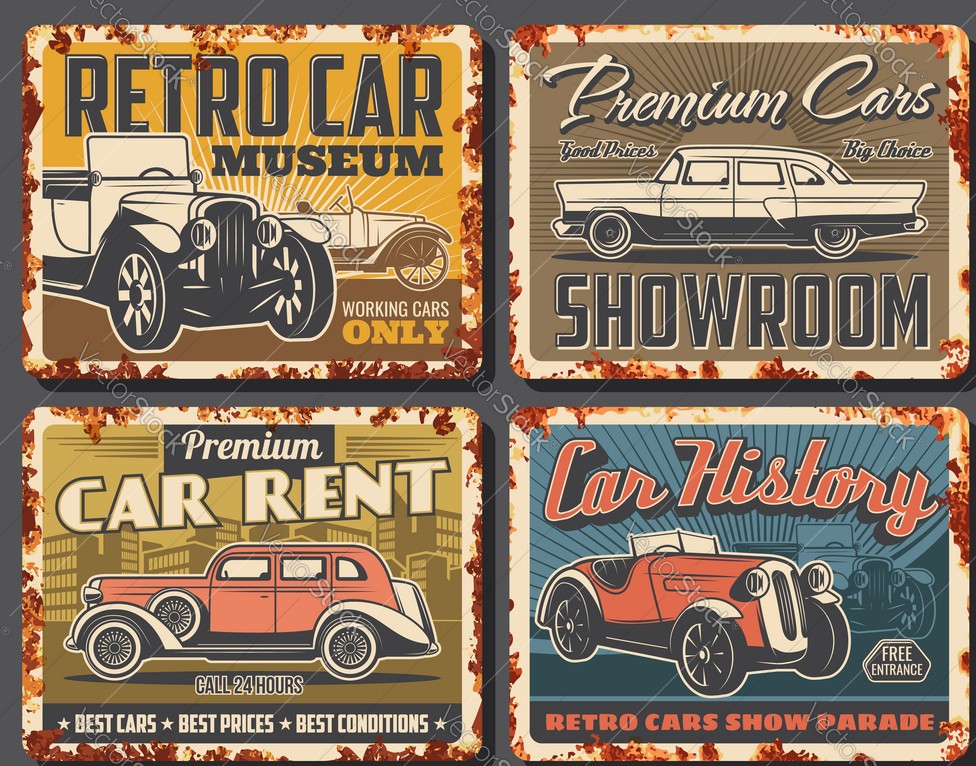 RETRO CAR
MUSEUM
WORKING CARS
ONLY
Premium Cars
Good Prices
Big Choice
SHOWROOM
Premium
CAR RENT
CALL 24 HOURS
★ BEST CARS ★ BEST PRICES ★ BEST CONDITIONS ★
Car History
FREE
ENTRANCE
RETRO CARS SHOW PARADE
VectorStock®